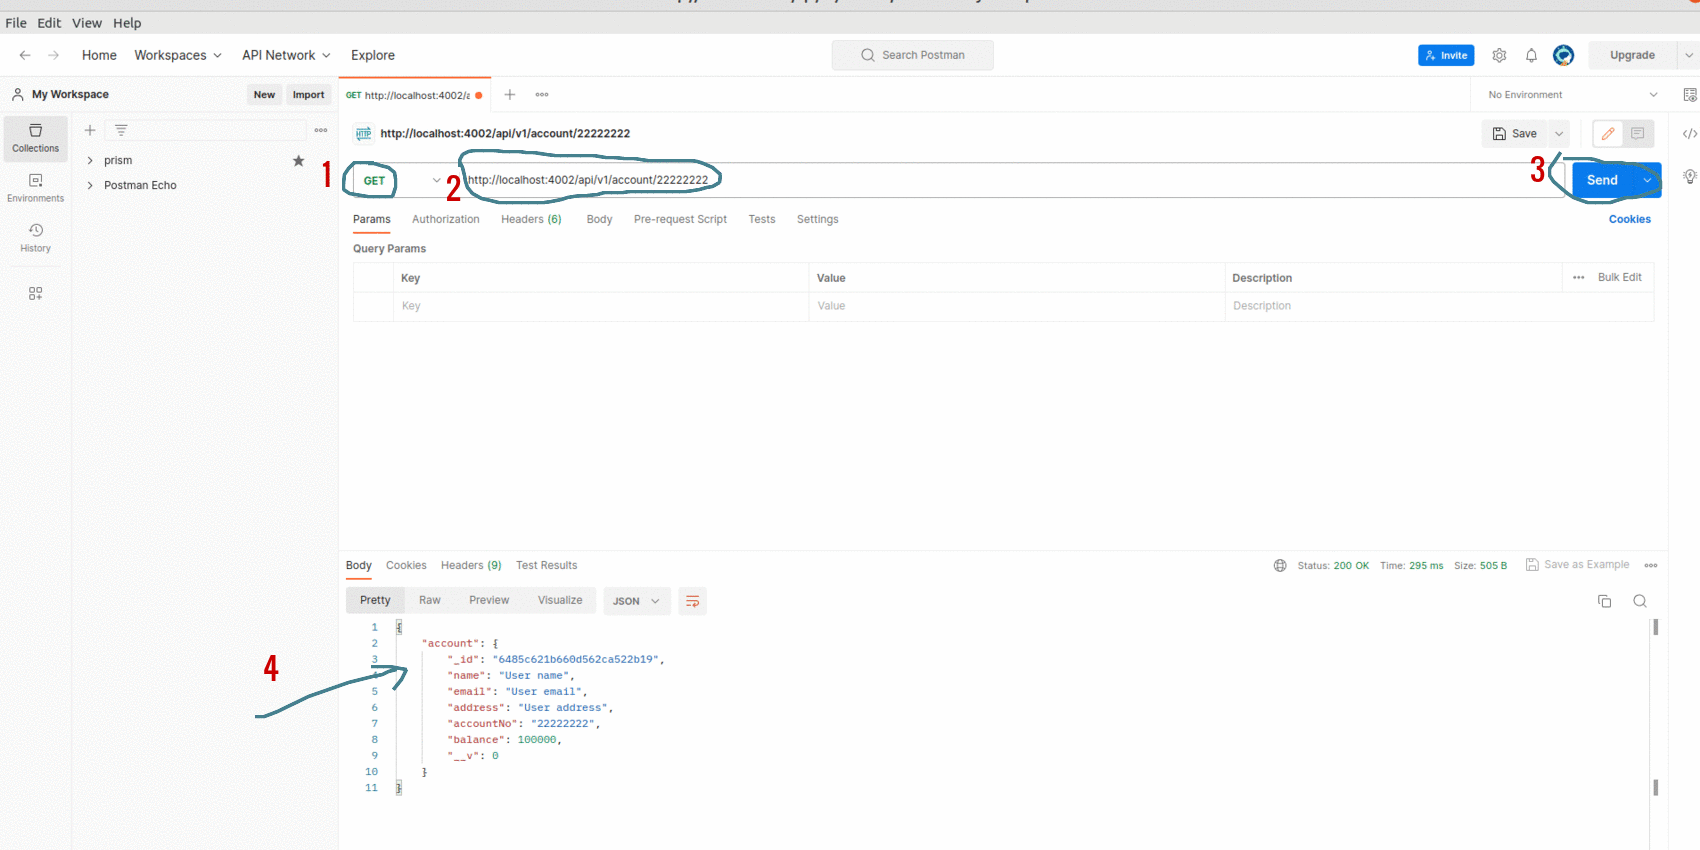 File Edit View Help
Home Workspaces API Network Explore Search Postman Invite Upgrade
My Workspace New Import GET http://localhost:4002/a No Environment
Collections
Environments
History
prism
Postman Echo
HTTP http://localhost:4002/api/v1/account/22222222 Save
1 GET 2 http://localhost:4002/api/v1/account/22222222 3 Send
Params Authorization Headers (6) Body Pre-request Script Tests Settings Cookies
Query Params
Key Value Description Bulk Edit
Key Value Description
Body Cookies Headers (9) Test Results Status: 200 OK Time: 295 ms Size: 505 B Save as Example
Pretty Raw Preview Visualize JSON
4
1 {
2 "account": {
3 "_id": "6485c621b660d562ca522b19",
4 "name": "User name",
5 "email": "User email",
6 "address": "User address",
7 "accountNo": "22222222",
8 "balance": 100000,
9 "__v": 0
10 }
11 }